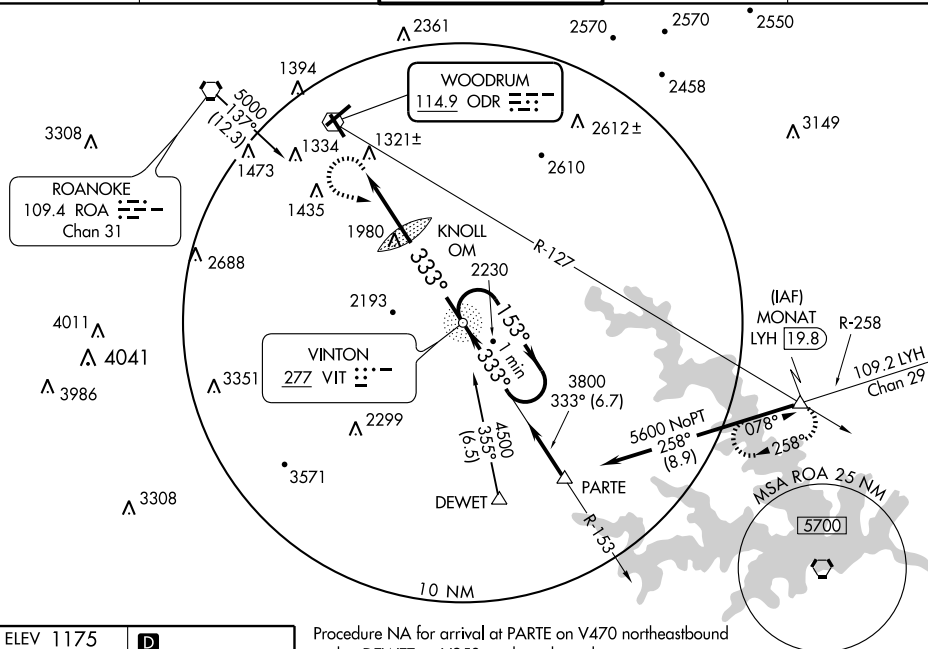 2361
2570
2570
2550
1394
WOODRUM
114.9 ODR
2458
5000
137°
(12.3)
3308
1334
1321±
2612±
3149
1473
2610
ROANOKE
109.4 ROA
Chan 31
1435
1980
KNOLL
OM
333°
2230
R-127
2688
2193
153°
1 min
333°
(IAF)
MONAT
LYH 19.8
R-258
109.2 LYH
Chan 29
4011
4041
3986
VINTON
277 VIT
3351
3800
333° (6.7)
2299
4500
355°
(6.5)
5600 NoPT
258°
(8.9)
078°
258°
3571
3308
DEWET
PARTE
R-153
MSA ROA 25 NM
5700
10 NM
ELEV 1175
D
Procedure NA for arrival at PARTE on V470 northeastbound